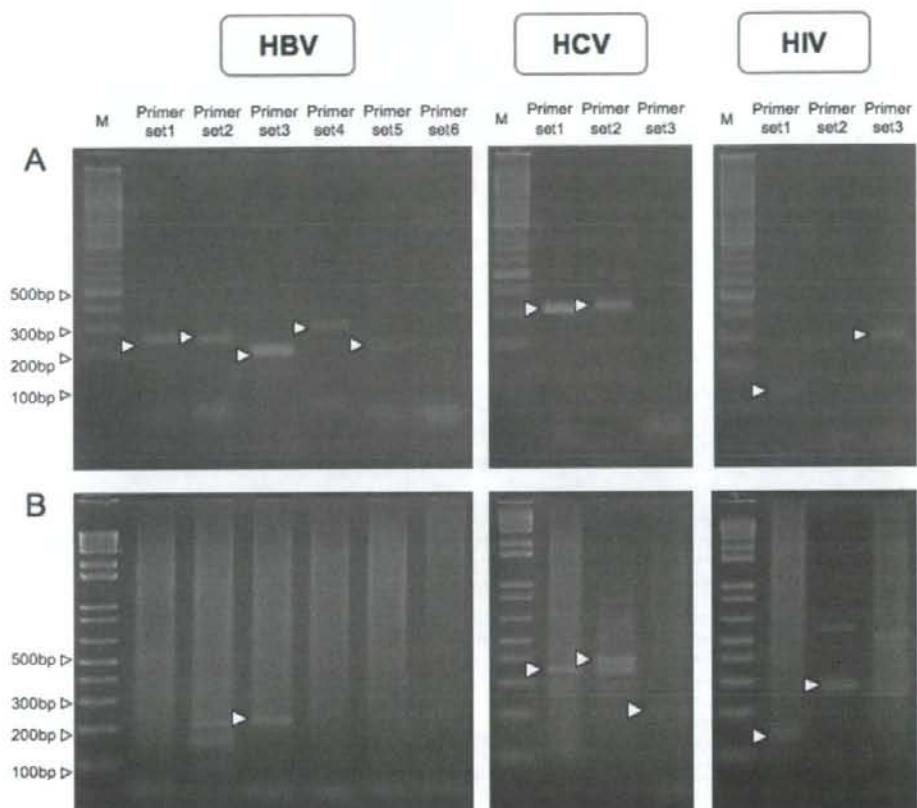 HBV HCV HIV
M Primer set1 Primer set2 Primer set3 Primer set4 Primer set5 Primer set6 M Primer set1 Primer set2 Primer set3 M Primer set1 Primer set2 Primer set3
A
500bp
300bp
200bp
100bp
B
500bp
300bp
200bp
100bp